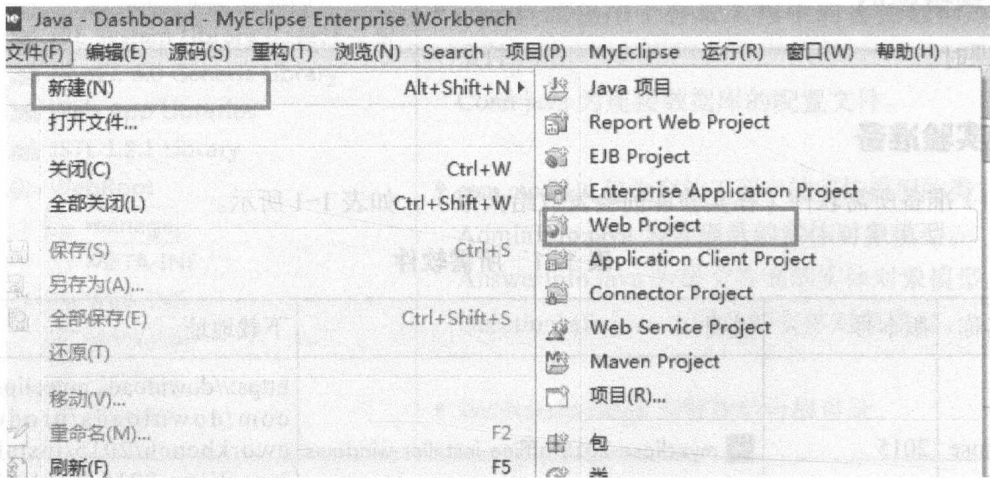 Java - Dashboard - MyEclipse Enterprise Workbench
文件(F) 编辑(E) 源码(S) 重构(T) 浏览(N) Search 项目(P) MyEclipse 运行(R) 窗口(W) 帮助(H)
新建(N) Alt+Shift+N
打开文件...
关闭(C) Ctrl+W
全部关闭(L) Ctrl+Shift+W
保存(S) Ctrl+S
另存为(A)...
全部保存(E) Ctrl+Shift+S
还原(T)
移动(V)...
重命名(M)... F2
刷新(F) F5
Java 项目
Report Web Project
EJB Project
Enterprise Application Project
Web Project
Application Client Project
Connector Project
Web Service Project
Maven Project
项目(R)...
包